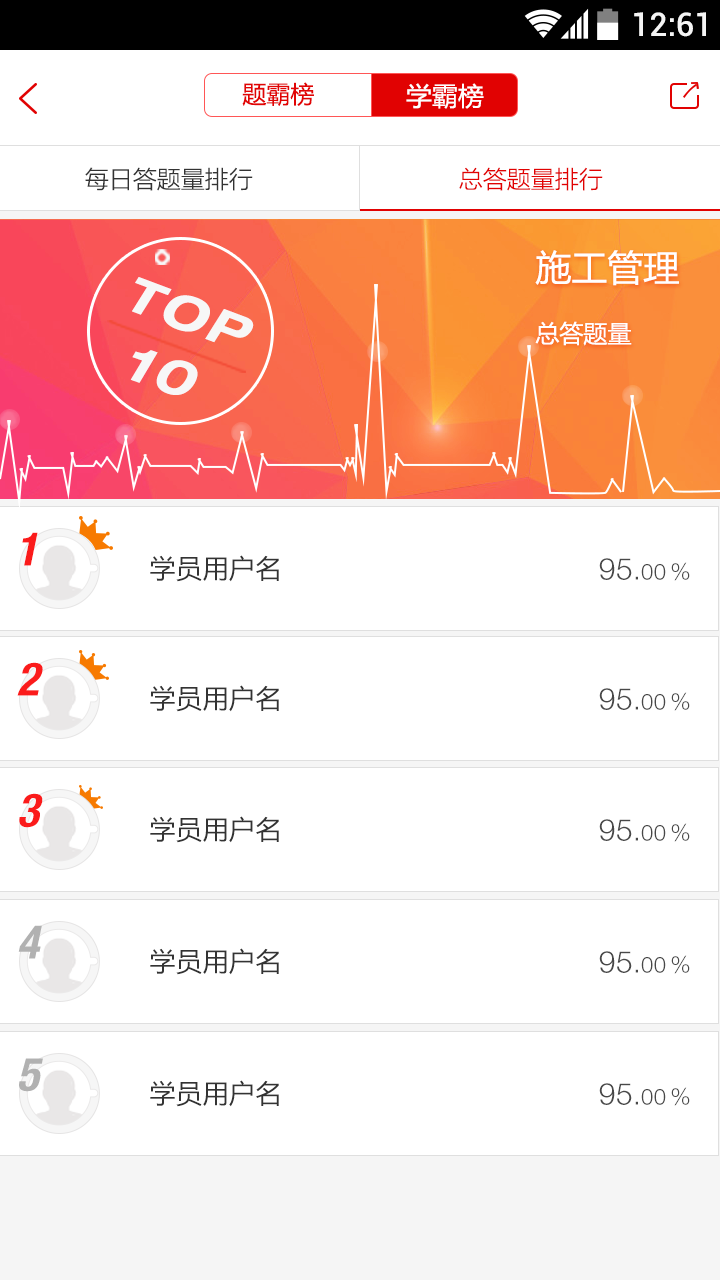 12:61
题霸榜 学霸榜
每日答题量排行 总答题量排行
TOP
10
施工管理
总答题量
1 学员用户名 95.00%
2 学员用户名 95.00%
3 学员用户名 95.00%
4 学员用户名 95.00%
5 学员用户名 95.00%